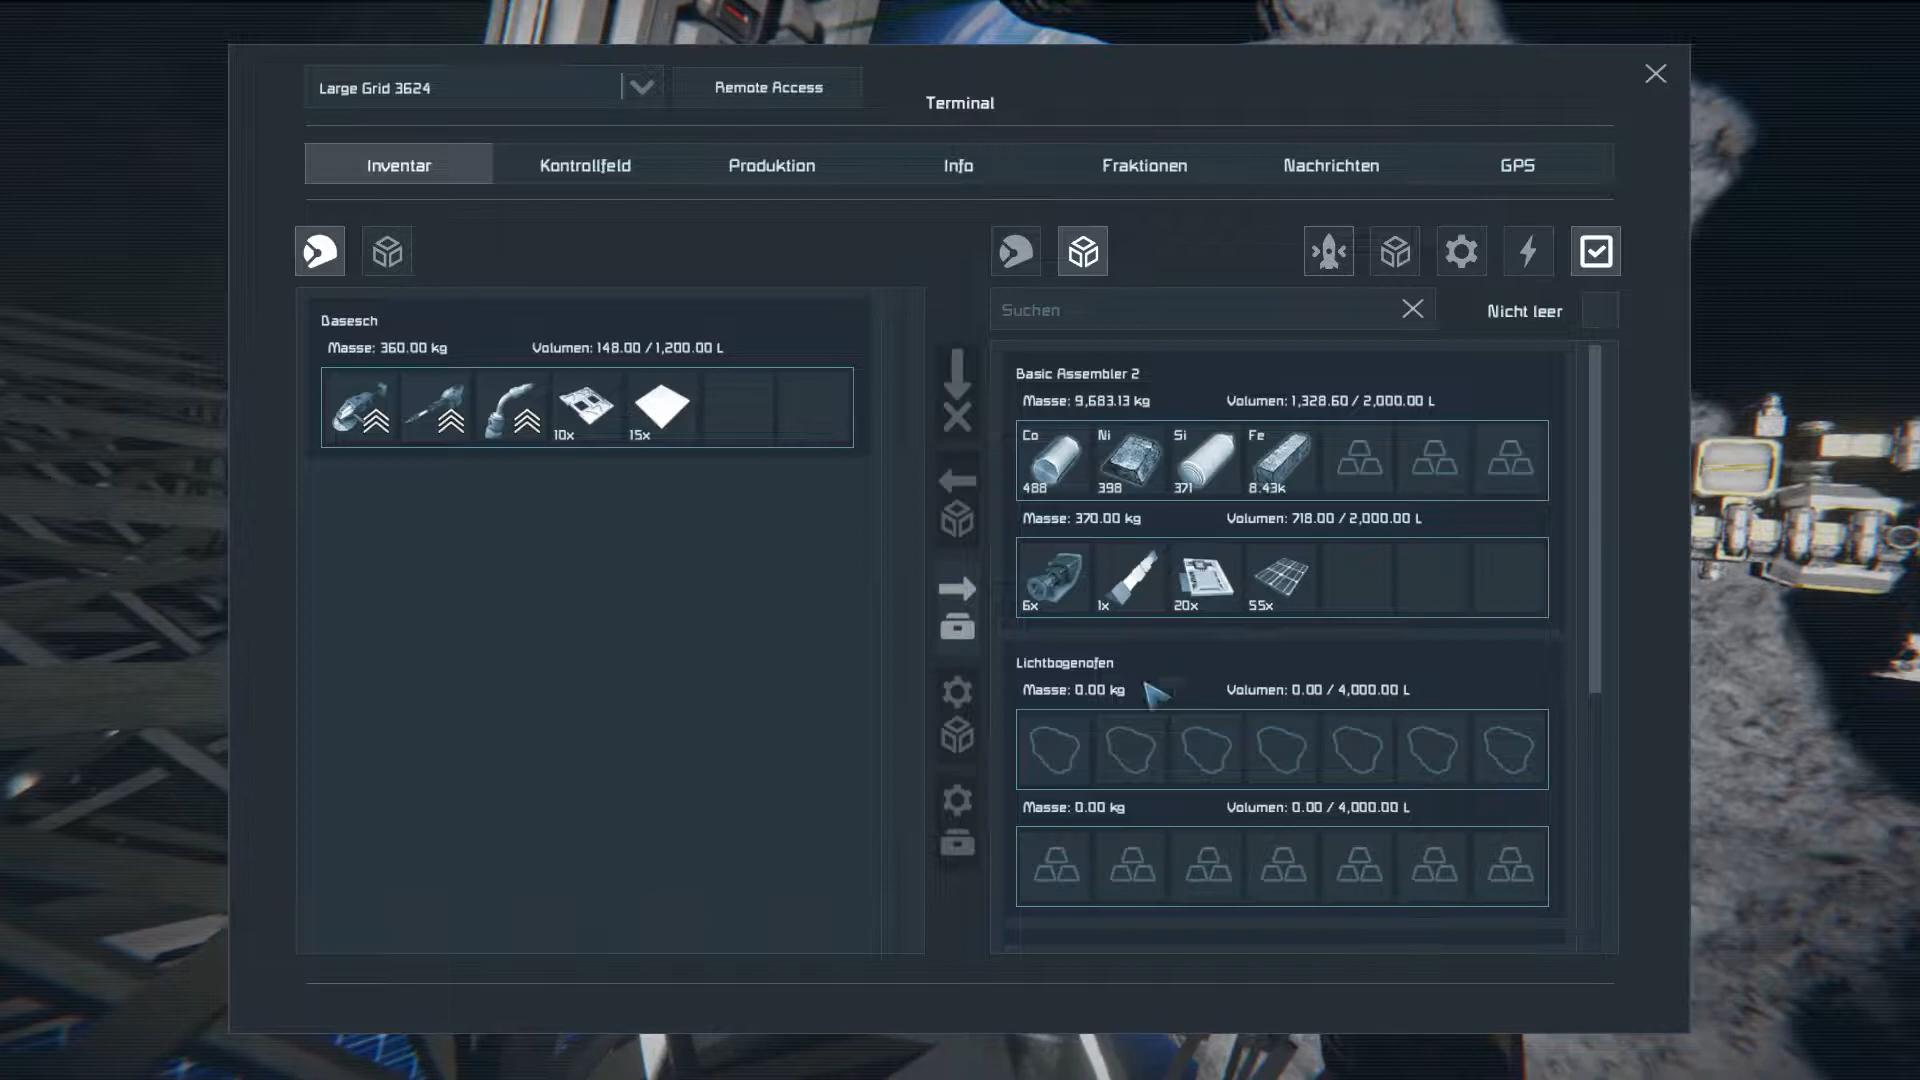 Large Grid 3624
Remote Access
Terminal
Inventar
Kontrollfeld
Produktion
Info
Fraktionen
Nachrichten
GPS
Suchen
Nicht leer
Basesch
Masse: 360.00 kg
Volumen: 148.00 / 1,200.00 L
10x
15x
Basic Assembler 2
Masse: 9,683.13 kg
Volumen: 1,328.60 / 2,000.00 L
Co
Ni
Si
Fe
488
398
371
8.43k
Masse: 370.00 kg
Volumen: 718.00 / 2,000.00 L
6x
1x
20x
55x
Lichtbogenofen
Masse: 0.00 kg
Volumen: 0.00 / 4,000.00 L
Masse: 0.00 kg
Volumen: 0.00 / 4,000.00 L